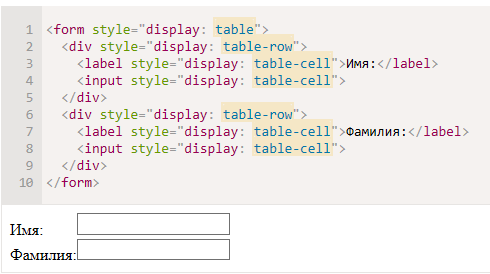 1 <form style="display: table">
2   <div style="display: table-row">
3     <label style="display: table-cell">Имя:</label>
4     <input style="display: table-cell">
5   </div>
6   <div style="display: table-row">
7     <label style="display: table-cell">Фамилия:</label>
8     <input style="display: table-cell">
9   </div>
10 </form>
Имя:
Фамилия: